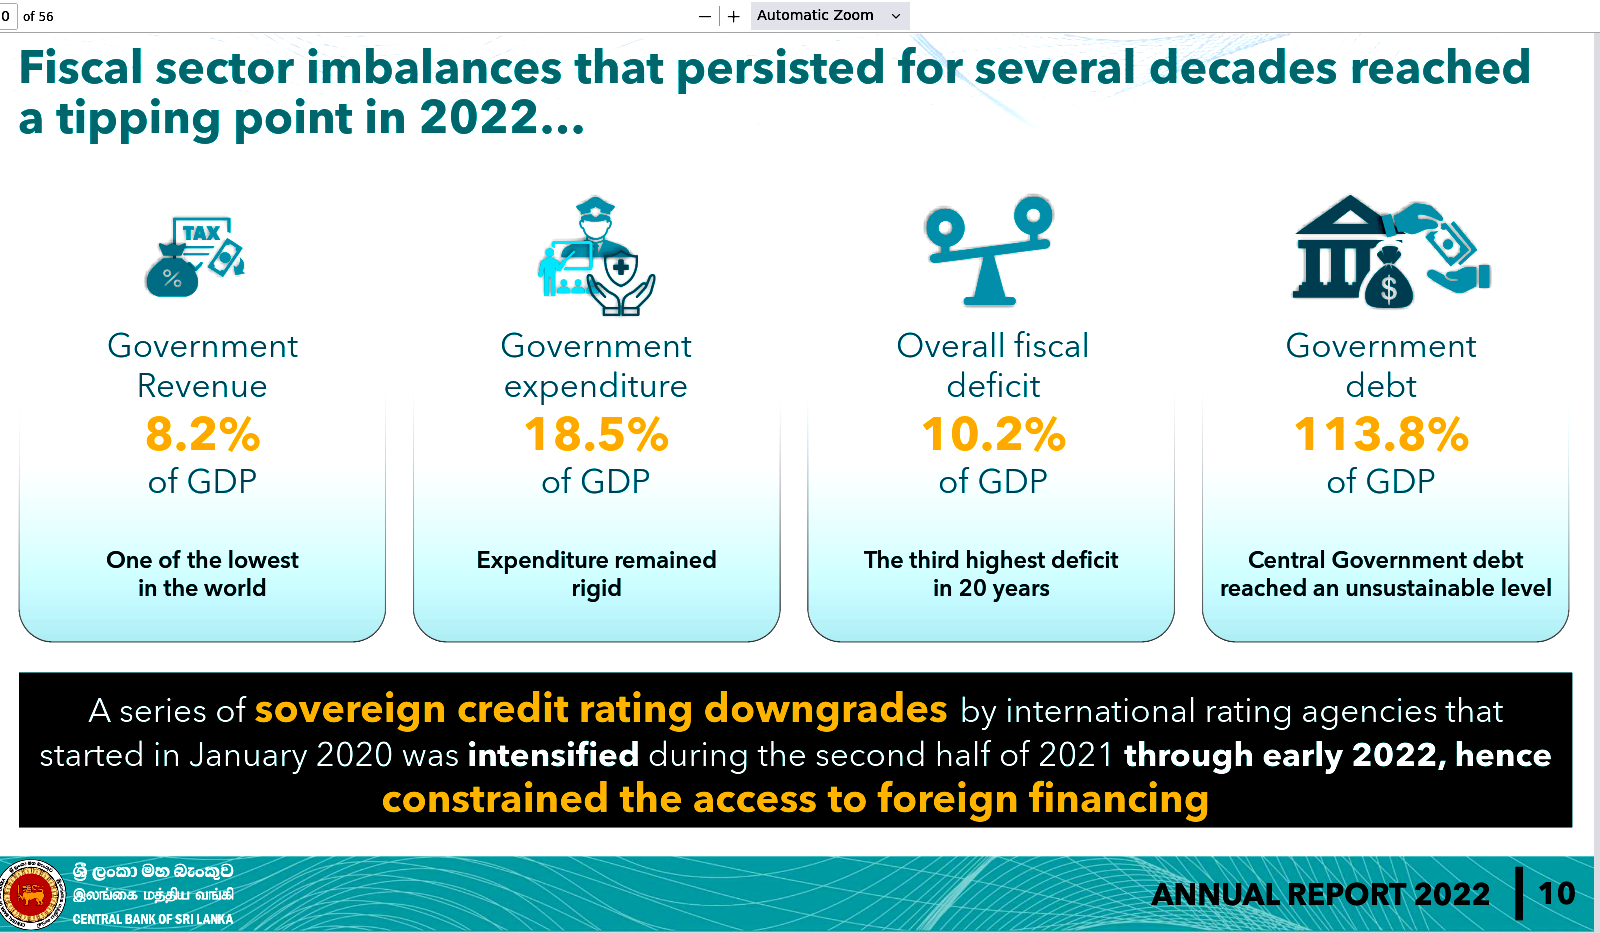 0 of 56
Automatic Zoom
Fiscal sector imbalances that persisted for several decades reached
a tipping point in 2022...
TAX
%
$
Government
Revenue
8.2%
of GDP
One of the lowest
in the world
Government
expenditure
18.5%
of GDP
Expenditure remained
rigid
Overall fiscal
deficit
10.2%
of GDP
The third highest deficit
in 20 years
Government
debt
113.8%
of GDP
Central Government debt
reached an unsustainable level
A series of sovereign credit rating downgrades by international rating agencies that
started in January 2020 was intensified during the second half of 2021 through early 2022, hence
constrained the access to foreign financing
ශ්‍රී ලංකා මහ බැංකුව
இலங்கை மத்திய வங்கி
CENTRAL BANK OF SRI LANKA
ANNUAL REPORT 2022
10